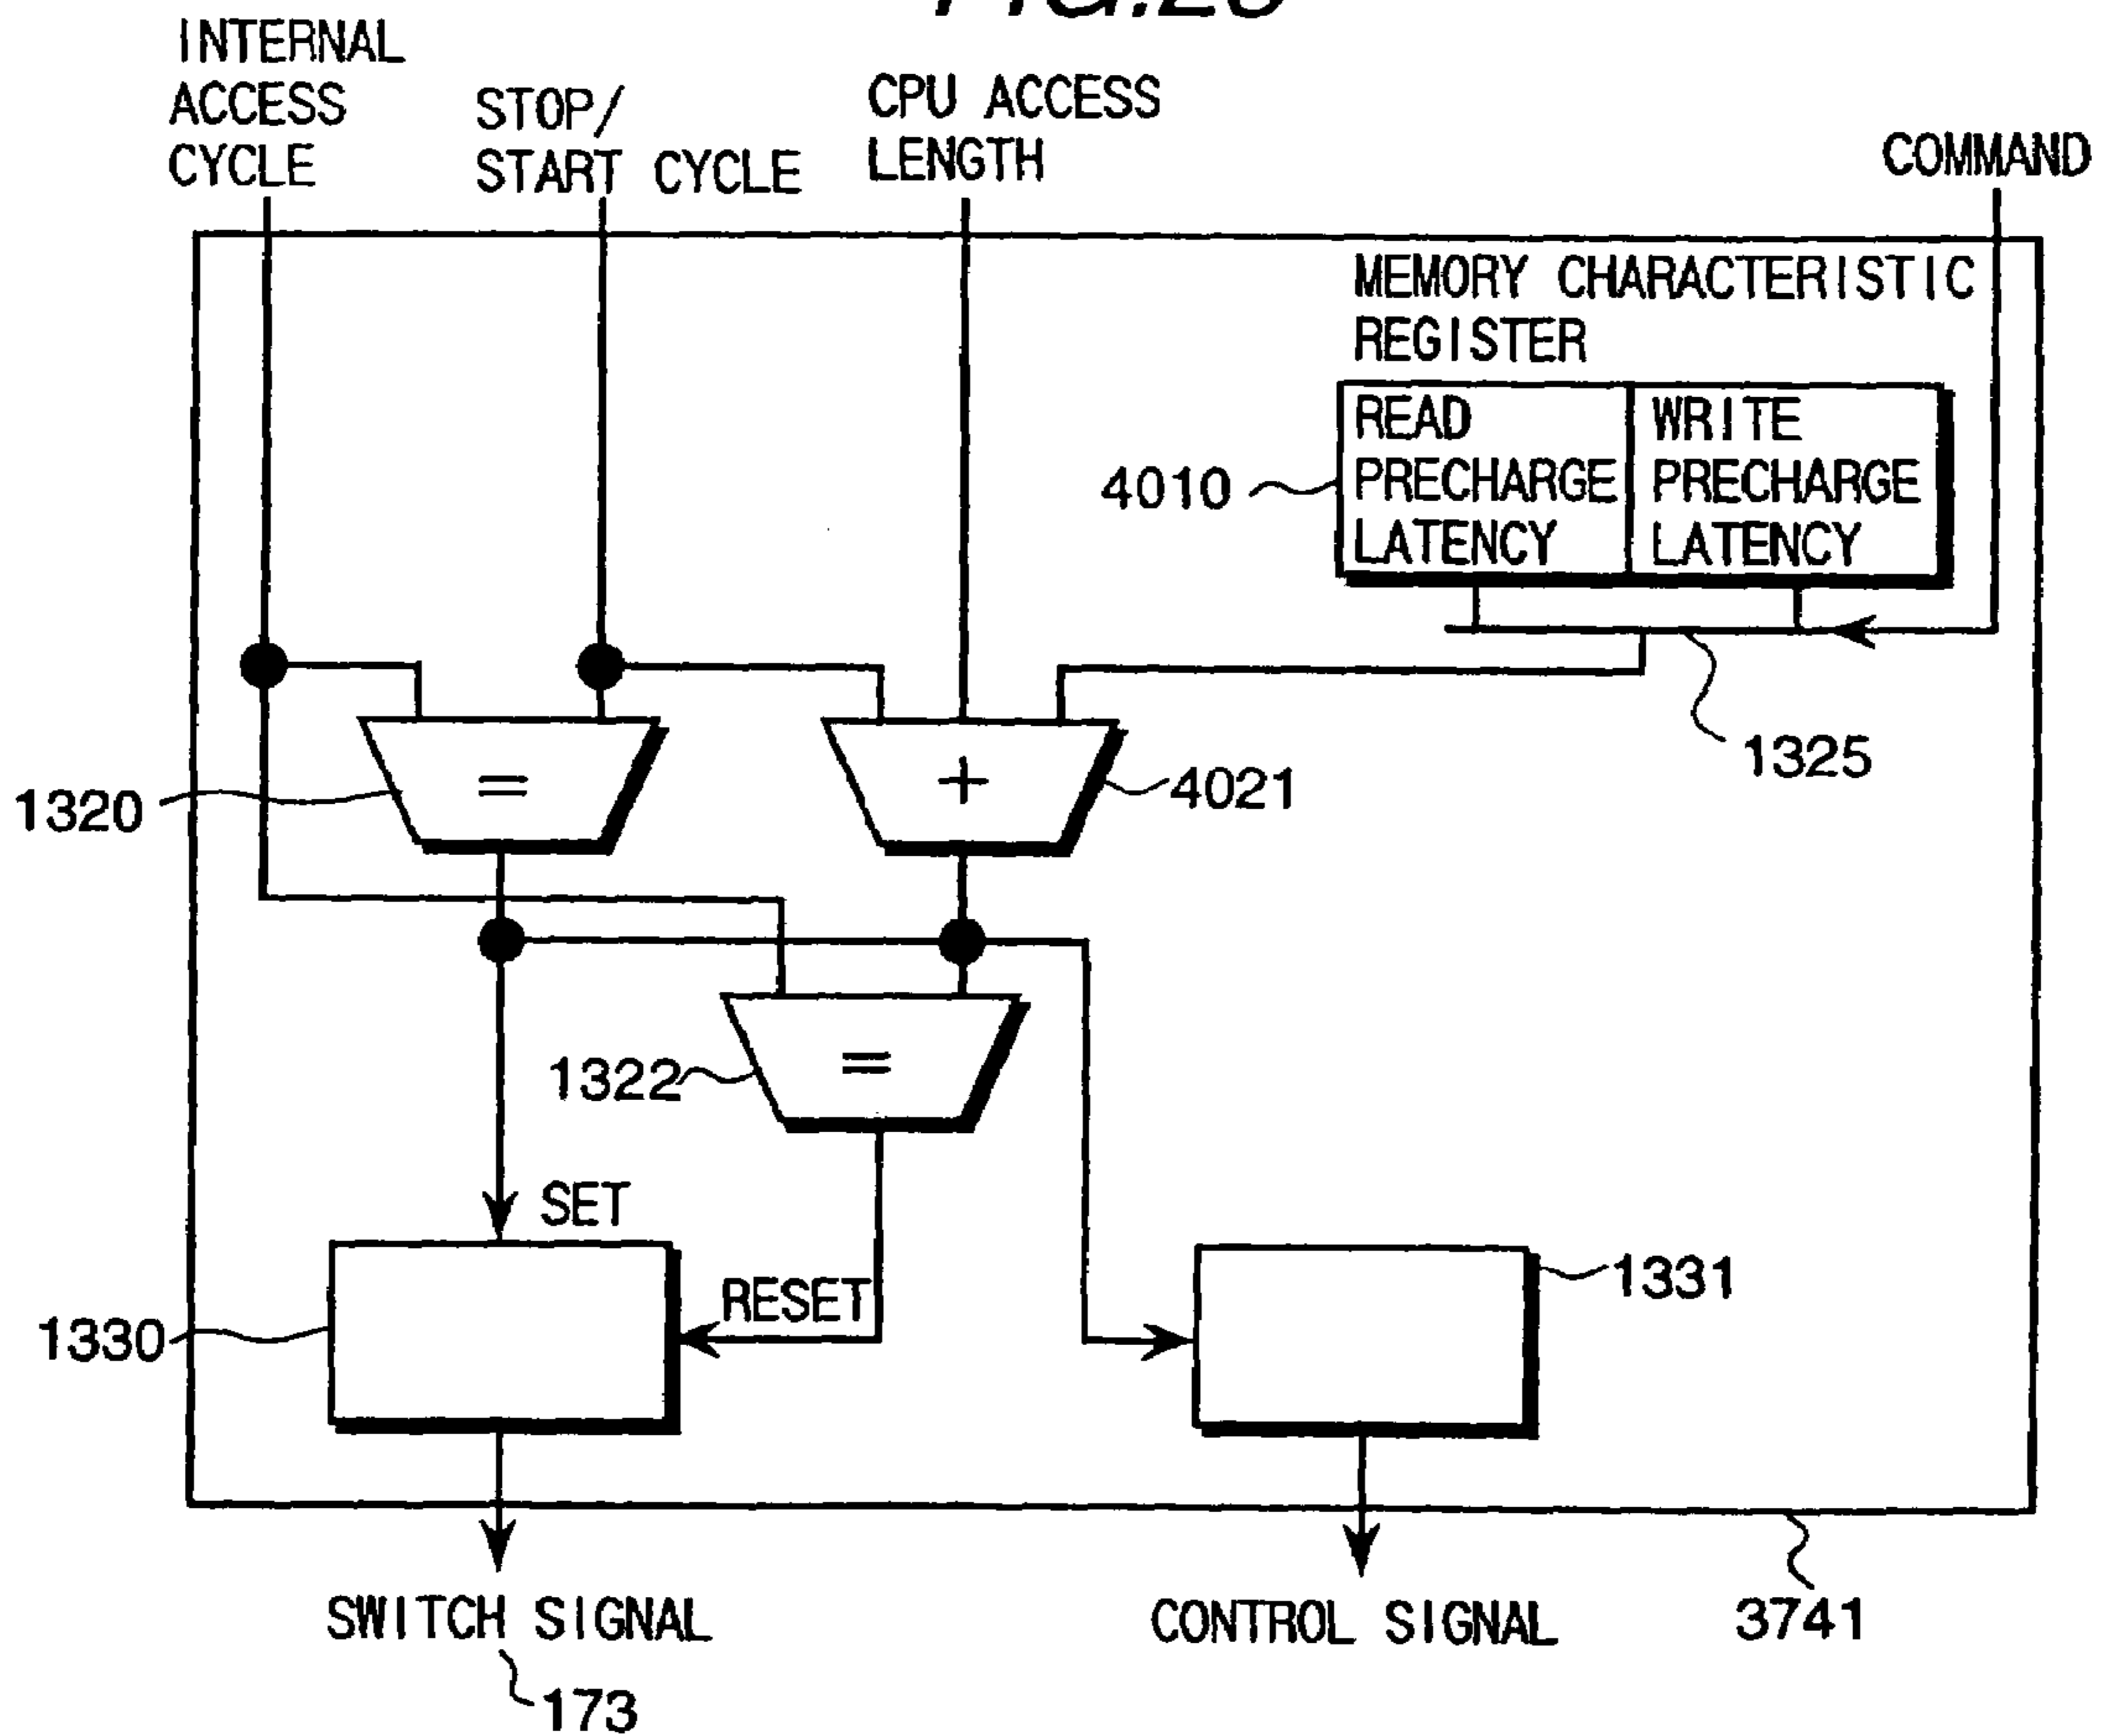 INTERNAL
ACCESS
CYCLE
STOP/
START CYCLE
CPU ACCESS
LENGTH
COMMAND
MEMORY CHARACTERISTIC
REGISTER
READ
PRECHARGE
LATENCY
WRITE
PRECHARGE
LATENCY
4010
1325
=
+
1320
4021
=
1322
SET
RESET
1330
1331
SWITCH SIGNAL
173
CONTROL SIGNAL
3741